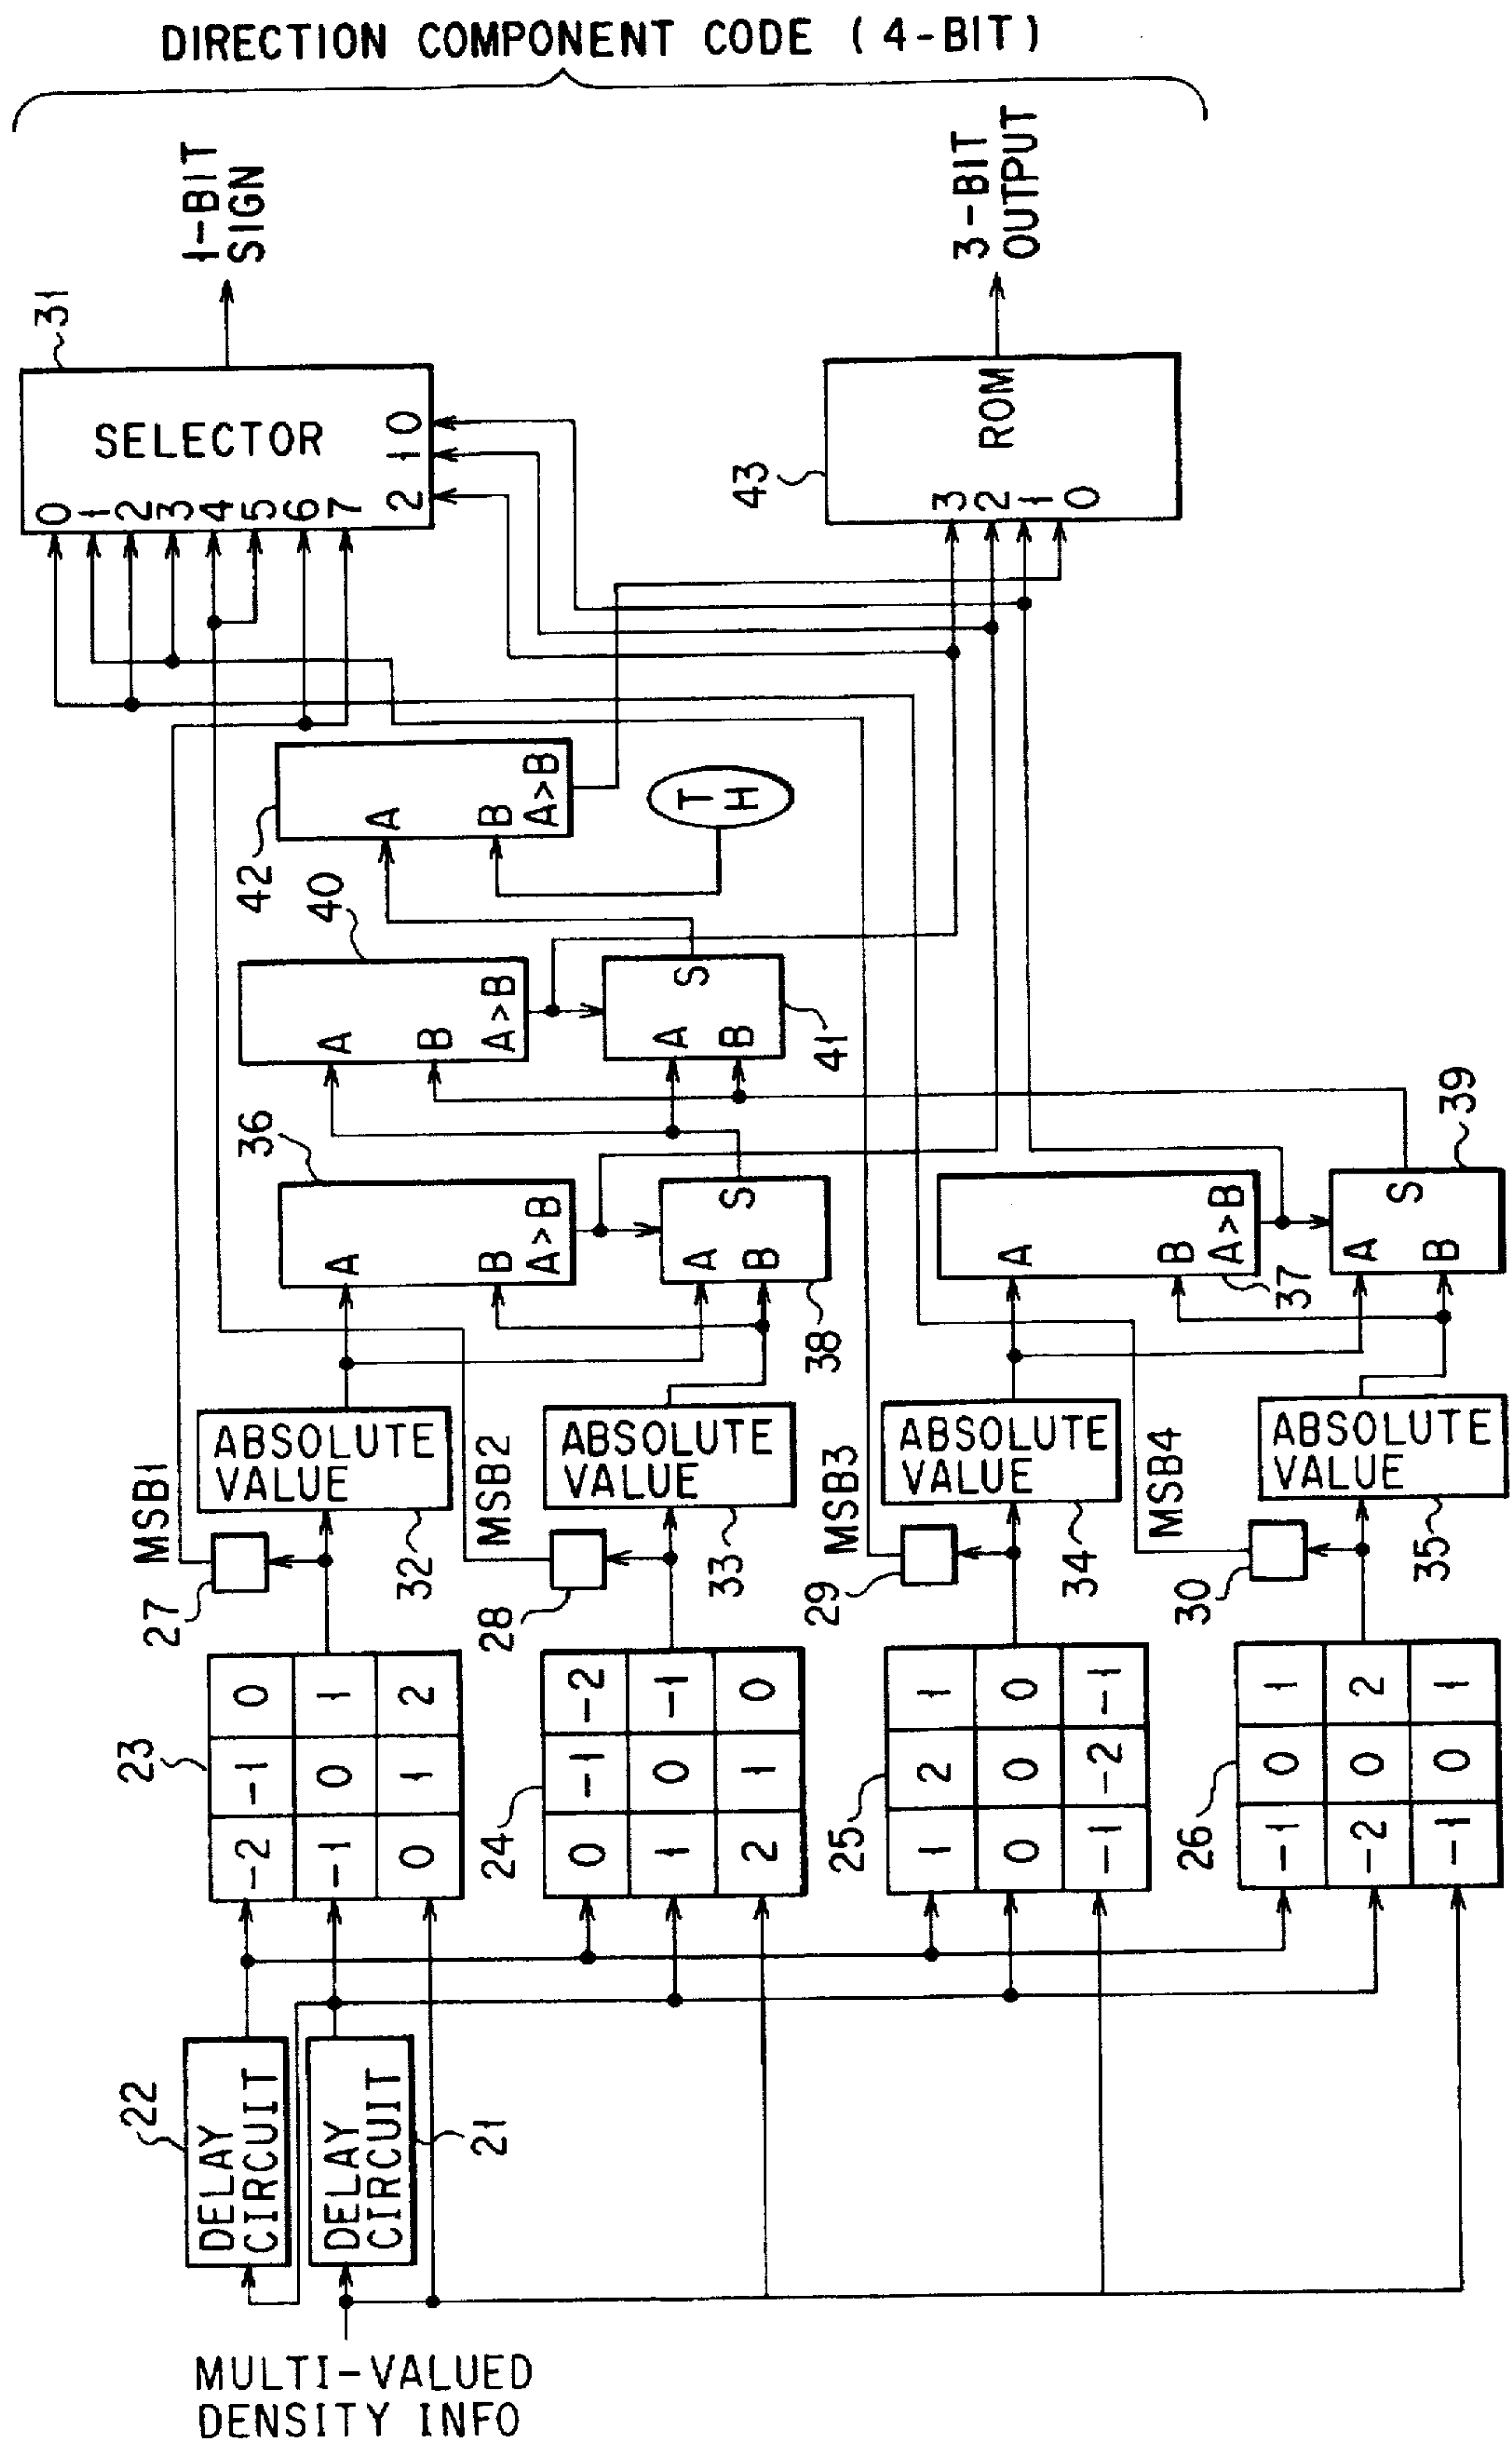 DIRECTION COMPONENT CODE (4-BIT)
1-BIT
SIGN
3-BIT
OUTPUT
31
SELECTOR
0
1
2
3
4
5
6
7
2 1 0
43
ROM
3
2
1
0
42
A
B
A>B
TH
40
A
B
A>B
41
A
B
S
36
A
B
A>B
38
A
B
S
37
A
B
A>B
39
A
B
S
MSB1
27
ABSOLUTE
VALUE
32
MSB2
28
ABSOLUTE
VALUE
33
MSB3
29
ABSOLUTE
VALUE
34
MSB4
30
ABSOLUTE
VALUE
35
23
-2 -1 0
-1 0 1
0 1 2
24
0 -1 -2
1 0 -1
2 1 0
25
1 2 1
0 0 0
-1 -2 -1
26
-1 0 1
-2 0 2
-1 0 1
22
DELAY
CIRCUIT
DELAY
CIRCUIT
21
MULTI-VALUED
DENSITY INFO